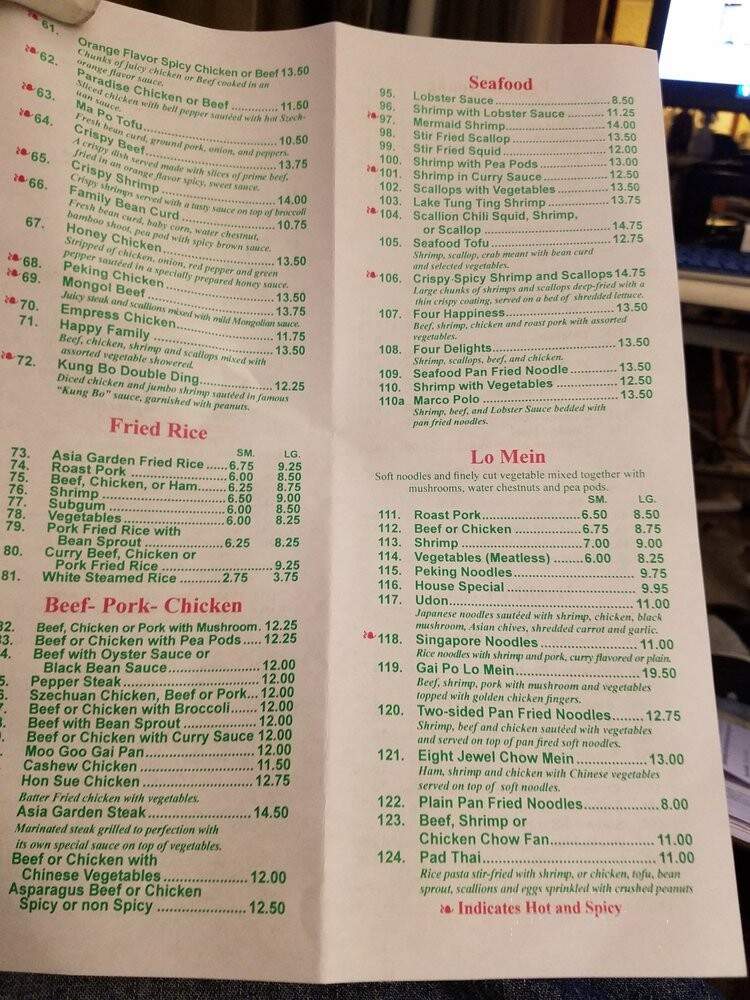 61. Orange Flavor Spicy Chicken or Beef 13.50
Chunks of juicy chicken or Beef cooked in an
orange flavor sauce.
62. Paradise Chicken or Beef ............ 11.50
Sliced chicken with bell pepper sautéed with hot Szech-
uan sauce.
63. Ma Po Tofu............ 10.50
Fresh bean curd, ground pork, onion, and peppers.
64. Crispy Beef............ 13.75
A crispy dish served made with slices of prime beef,
fried in an orange flavor spicy, sweet sauce.
65. Crispy Shrimp ............ 14.00
Crispy shrimps served with a tasty sauce on top of broccoli
66. Family Bean Curd ............ 10.75
Fresh bean curd, baby corn, water chestnut,
bamboo shoot, pea pod with spicy brown sauce.
67. Honey Chicken............ 13.50
Stripped of chicken, onion, red pepper and green
pepper sautéed in a specially prepared honey sauce.
68. Peking Chicken ............ 13.50
69. Mongol Beef............ 13.75
Juicy steak and scallions mixed with mild Mongolian sauce.
70. Empress Chicken............ 11.75
71. Happy Family ............ 13.50
Beef, chicken, shrimp and scallops mixed with
assorted vegetable showered.
72. Kung Bo Double Ding............ 12.25
Diced chicken and jumbo shrimp sautéed in famous
"Kung Bo" sauce, garnished with peanuts.
Fried Rice
SM. LG.
73. Asia Garden Fried Rice ...... 6.75 9.25
74. Roast Pork ............ 6.00 8.50
75. Beef, Chicken, or Ham...... 6.25 8.75
76. Shrimp ............ 6.50 9.00
77. Subgum ............ 6.00 8.50
78. Vegetables ............ 6.00 8.25
79. Pork Fried Rice with
Bean Sprout ............ 6.25 8.25
80. Curry Beef, Chicken or
Pork Fried Rice ............ 9.25
81. White Steamed Rice .......... 2.75 3.75
Beef- Pork- Chicken
32. Beef, Chicken or Pork with Mushroom. 12.25
33. Beef or Chicken with Pea Pods ..... 12.25
4. Beef with Oyster Sauce or
Black Bean Sauce............ 12.00
5. Pepper Steak ............ 12.00
Szechuan Chicken, Beef or Pork... 12.00
Beef or Chicken with Broccoli...... 12.00
Beef with Bean Sprout ............ 12.00
Beef or Chicken with Curry Sauce 12.00
Moo Goo Gai Pan............ 12.00
Cashew Chicken ............ 11.50
Hon Sue Chicken ............ 12.75
Batter Fried chicken with vegetables.
Asia Garden Steak............ 14.50
Marinated steak grilled to perfection with
its own special sauce on top of vegetables.
Beef or Chicken with
Chinese Vegetables ............ 12.00
Asparagus Beef or Chicken
Spicy or non Spicy ............ 12.50
Seafood
95. Lobster Sauce ............ 8.50
96. Shrimp with Lobster Sauce ............ 11.25
97. Mermaid Shrimp............ 14.00
98. Stir Fried Scallop ............ 13.50
99. Stir Fried Squid ............ 12.00
100. Shrimp with Pea Pods ............ 13.00
101. Shrimp in Curry Sauce ............ 12.50
102. Scallops with Vegetables ............ 13.50
103. Lake Tung Ting Shrimp ............ 13.75
104. Scallion Chili Squid, Shrimp,
or Scallop ............ 14.75
105. Seafood Tofu ............ 12.75
Shrimp, scallop, crab meant with bean curd
and selected vegetables.
106. Crispy Spicy Shrimp and Scallops 14.75
Large chunks of shrimps and scallops deep-fried with a
thin crispy coating, served on a bed of shredded lettuce.
107. Four Happiness............ 13.50
Beef, shrimp, chicken and roast pork with assorted
vegetables.
108. Four Delights............ 13.50
Shrimp, scallops, beef, and chicken.
109. Seafood Pan Fried Noodle ............ 13.50
110. Shrimp with Vegetables ............ 12.50
110a Marco Polo ............ 13.50
Shrimp, beef, and Lobster Sauce bedded with
pan fried noodles.
Lo Mein
Soft noodles and finely cut vegetable mixed together with
mushrooms, water chestnuts and pea pods.
SM. LG.
111. Roast Pork............ 6.50 8.50
112. Beef or Chicken ............ 6.75 8.75
113. Shrimp ............ 7.00 9.00
114. Vegetables (Meatless) ....... 6.00 8.25
115. Peking Noodles............ 9.75
116. House Special ............ 9.95
117. Udon............ 11.00
Japanese noodles sautéed with shrimp, chicken, black
mushroom, Asian chives, shredded carrot and garlic.
118. Singapore Noodles ............ 11.00
Rice noodles with shrimp and pork, curry flavored or plain.
119. Gai Po Lo Mein............ 19.50
Beef, shrimp, pork with mushroom and vegetables
topped with golden chicken fingers.
120. Two-sided Pan Fried Noodles........ 12.75
Shrimp, beef and chicken sautéed with vegetables
and served on top of pan fired soft noodles.
121. Eight Jewel Chow Mein ............ 13.00
Ham, shrimp and chicken with Chinese vegetables
served on top of soft noodles.
122. Plain Pan Fried Noodles............ 8.00
123. Beef, Shrimp or
Chicken Chow Fan............ 11.00
124. Pad Thai............ 11.00
Rice pasta stir-fried with shrimp, or chicken, tofu, bean
sprout, scallions and eggs sprinkled with crushed peanuts
Indicates Hot and Spicy